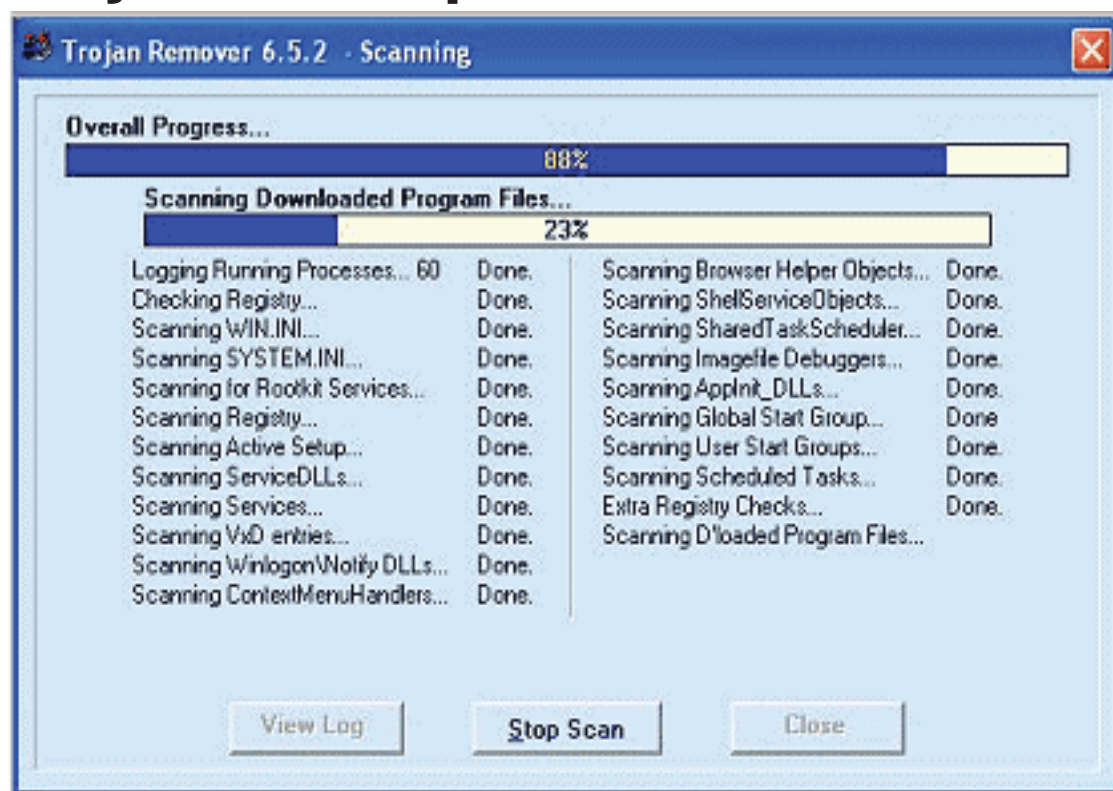 Trojan Remover 6.5.2 - Scanning
Overall Progress...
88%
Scanning Downloaded Program Files...
23%
Logging Running Processes... 60 Done.
Checking Registry... Done.
Scanning WIN.INI... Done.
Scanning SYSTEM.INI... Done.
Scanning for Rootkit Services... Done.
Scanning Registry... Done.
Scanning Active Setup... Done.
Scanning ServiceDLLs... Done.
Scanning Services... Done.
Scanning VxD entries... Done.
Scanning Winlogon\Notify DLLs... Done.
Scanning ContextMenuHandlers... Done.
Scanning Browser Helper Objects... Done.
Scanning ShellServiceObjects... Done.
Scanning SharedTaskScheduler... Done.
Scanning Imagefile Debuggers... Done.
Scanning AppInit_DLLs... Done.
Scanning Global Start Group... Done
Scanning User Start Groups... Done.
Scanning Scheduled Tasks... Done.
Extra Registry Checks... Done.
Scanning D'loaded Program Files...
View Log
Stop Scan
Close